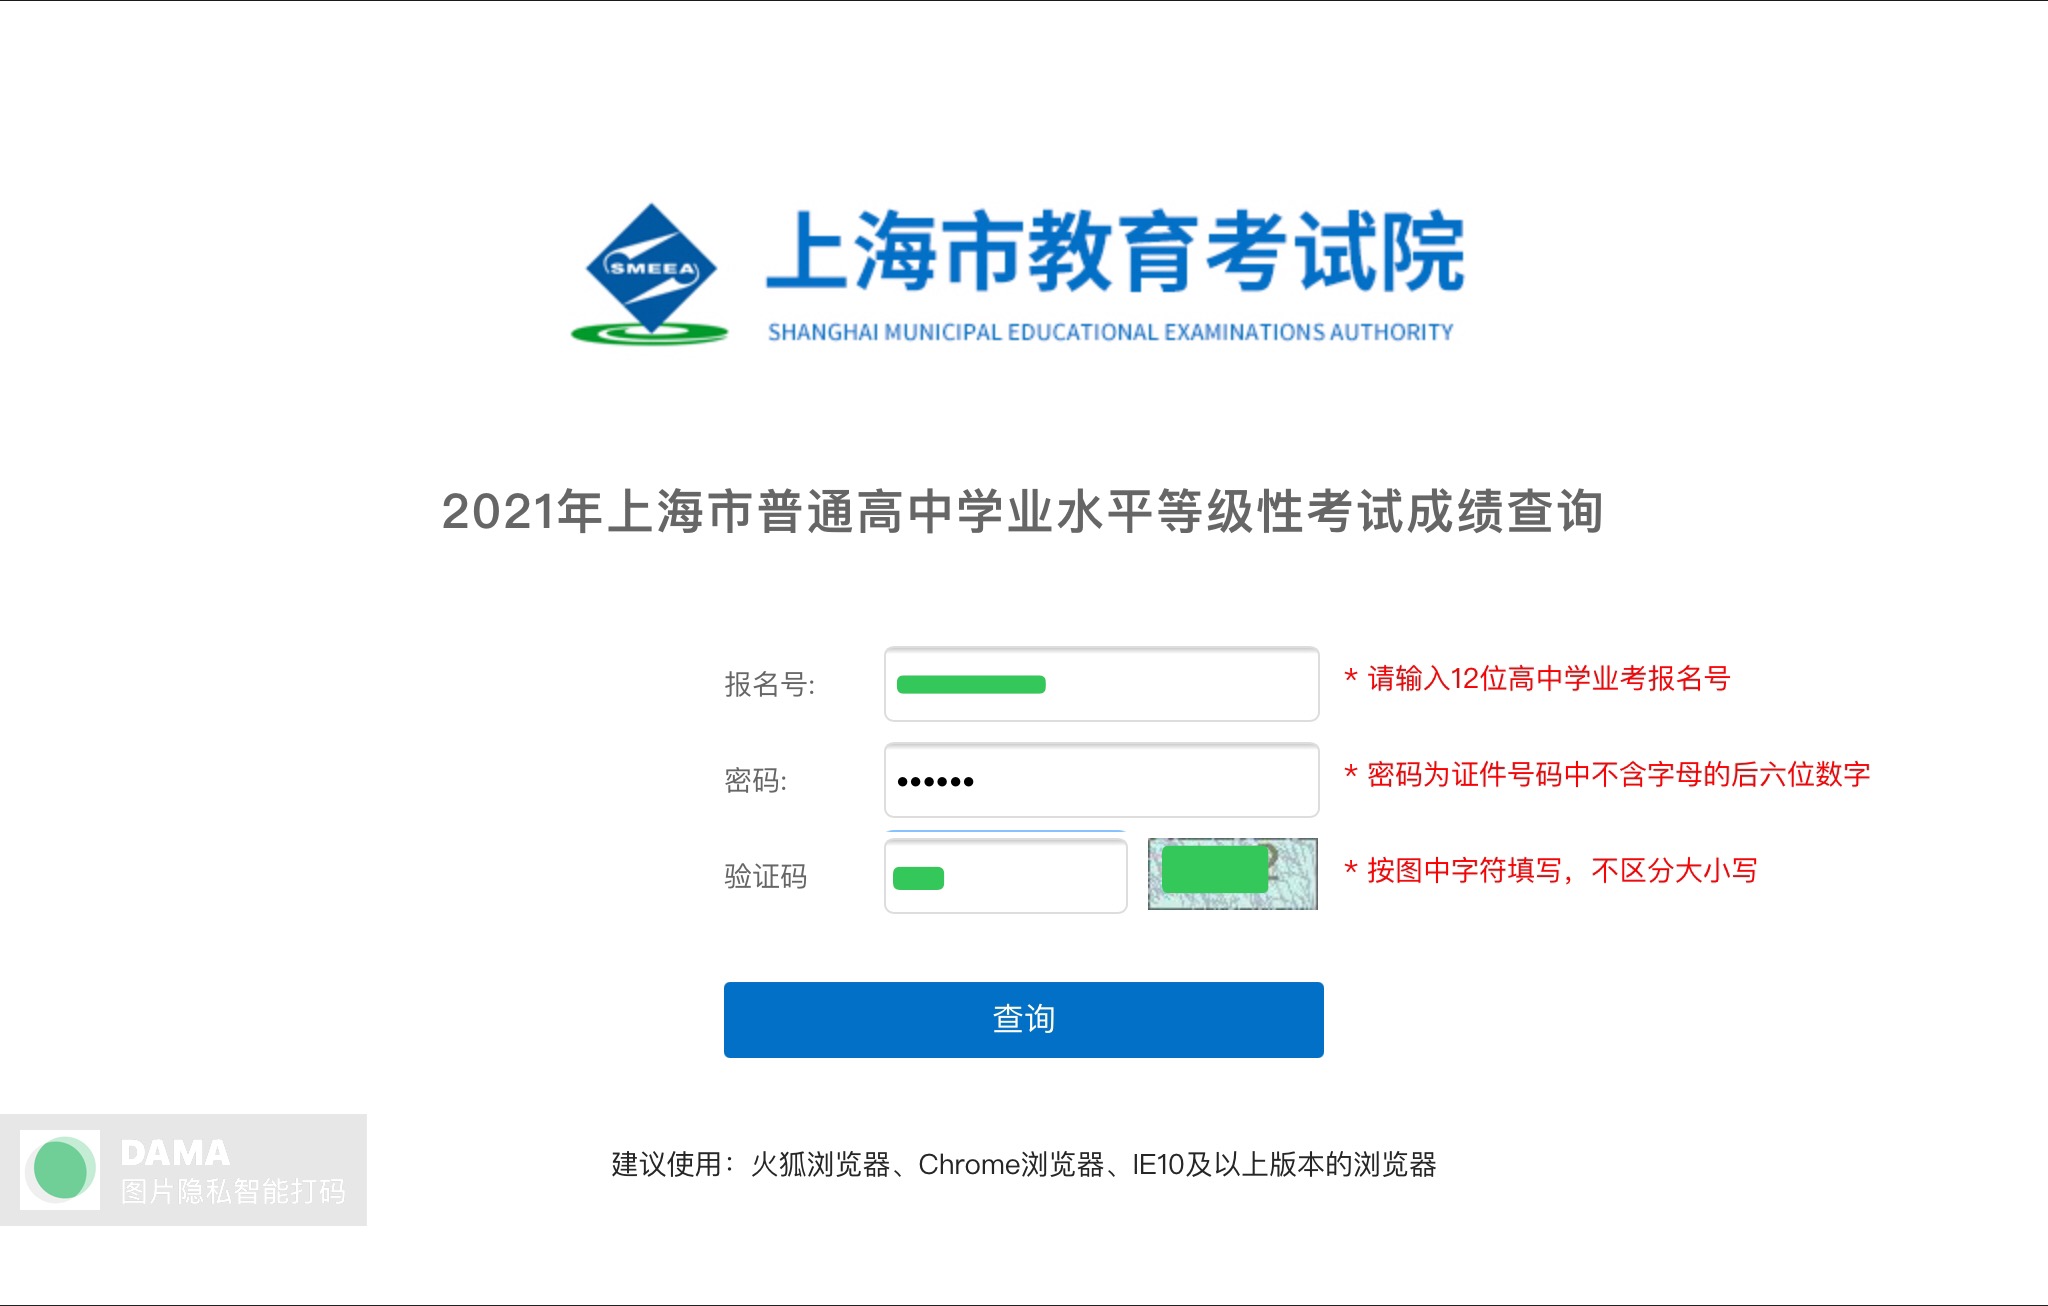 SMEEA
上海市教育考试院
SHANGHAI MUNICIPAL EDUCATIONAL EXAMINATIONS AUTHORITY
2021年上海市普通高中学业水平等级性考试成绩查询
报名号:
* 请输入12位高中学业考报名号
密码:
••••••
* 密码为证件号码中不含字母的后六位数字
验证码
* 按图中字符填写，不区分大小写
查询
建议使用：火狐浏览器、Chrome浏览器、IE10及以上版本的浏览器
DAMA
图片隐私智能打码